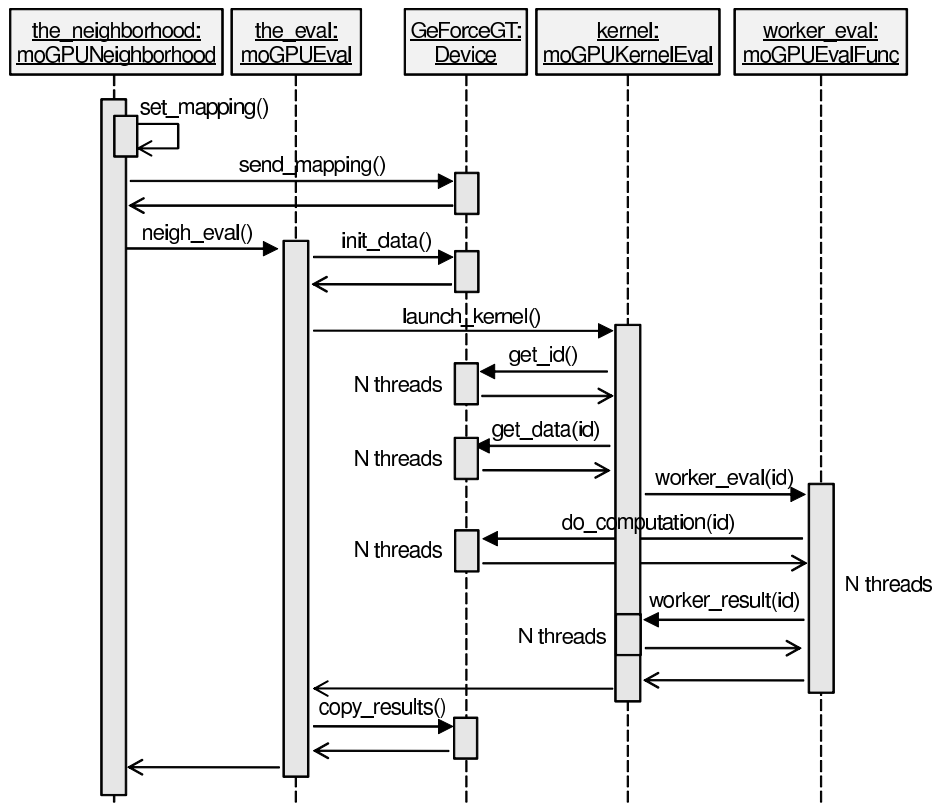 the_neighborhood:
moGPUNeighborhood
the_eval:
moGPUEval
GeForceGT:
Device
kernel:
moGPUKernelEval
worker_eval:
moGPUEvalFunc
set_mapping()
send_mapping()
neigh_eval()
init_data()
launch_kernel()
get_id()
N threads
get_data(id)
N threads
worker_eval(id)
do_computation(id)
N threads
N threads
worker_result(id)
N threads
copy_results()